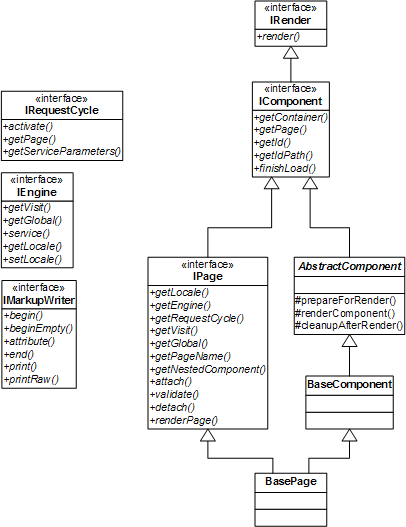 «interface»
IRender
+render()
«interface»
IComponent
+getContainer()
+getPage()
+getId()
+getIdPath()
+finishLoad()
«interface»
IRequestCycle
+activate()
+getPage()
+getServiceParameters()
«interface»
IEngine
+getVisit()
+getGlobal()
+service()
+getLocale()
+setLocale()
«interface»
IMarkupWriter
+begin()
+beginEmpty()
+attribute()
+end()
+print()
+printRaw()
«interface»
IPage
+getLocale()
+getEngine()
+getRequestCycle()
+getVisit()
+getGlobal()
+getPageName()
+getNestedComponent()
+attach()
+validate()
+detach()
+renderPage()
AbstractComponent
#prepareForRender()
#renderComponent()
#cleanupAfterRender()
BaseComponent
BasePage